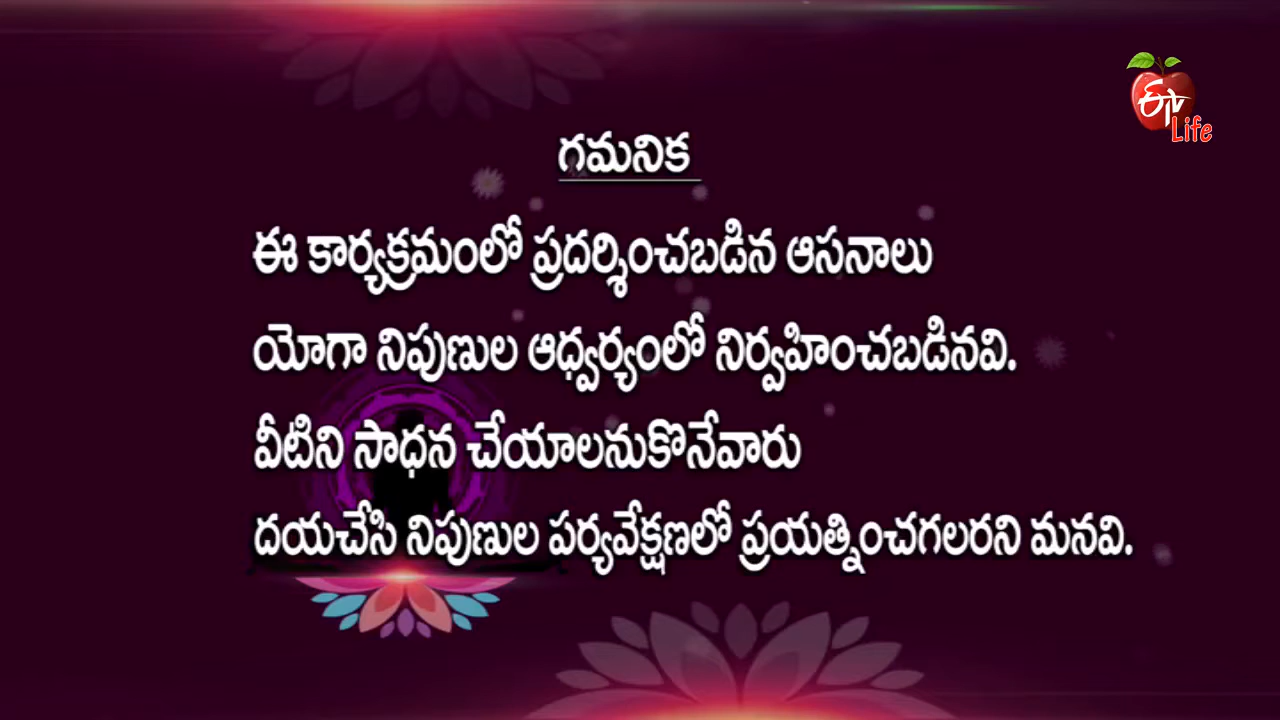 ఈటీవీ
Life
గమనిక
ఈ కార్యక్రమంలో ప్రదర్శించబడిన ఆసనాలు
యోగా నిపుణుల ఆధ్వర్యంలో నిర్వహించబడినవి.
వీటిని సాధన చేయాలనుకొనేవారు
దయచేసి నిపుణుల పర్యవేక్షణలో ప్రయత్నించగలరని మనవి.